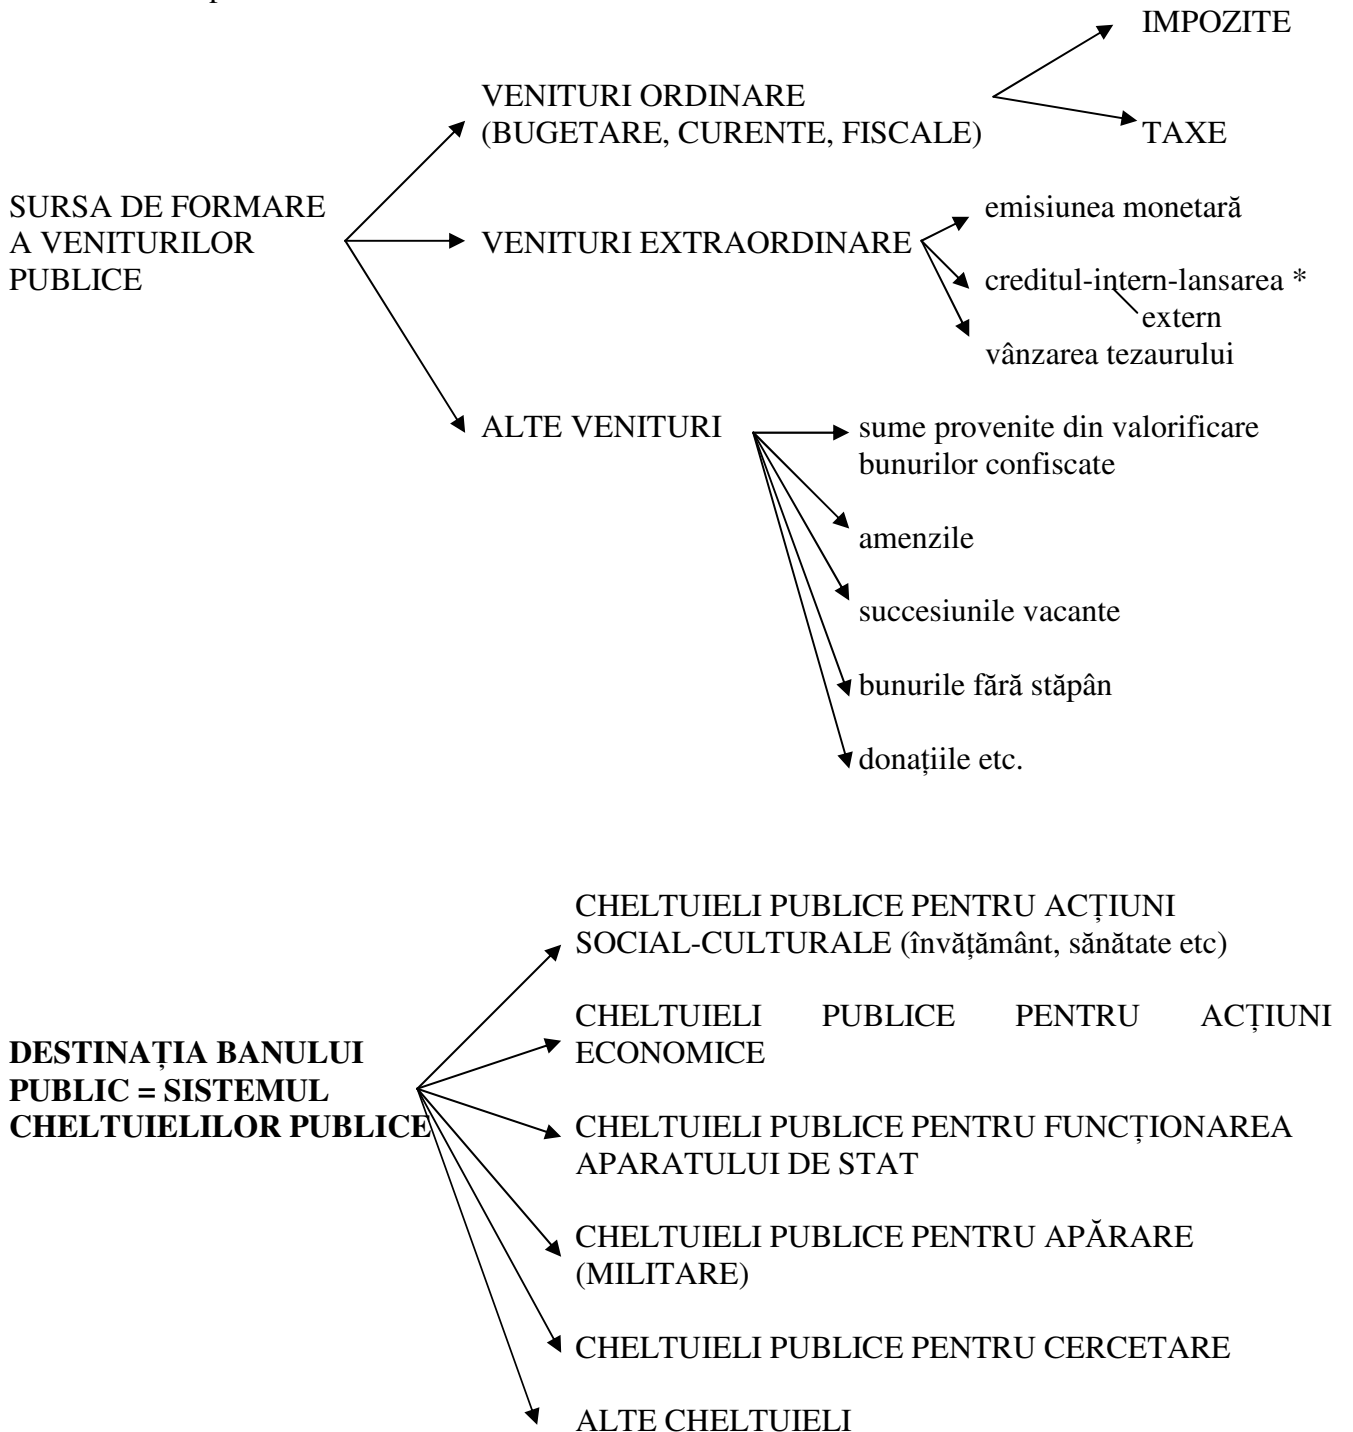 IMPOZITE
VENITURI ORDINARE
(BUGETARE, CURENTE, FISCALE)
TAXE
SURSA DE FORMARE
A VENITURILOR
PUBLICE
VENITURI EXTRAORDINARE
emisiunea monetară
creditul-intern-lansarea *
extern
vânzarea tezaurului
ALTE VENITURI
sume provenite din valorificare
bunurilor confiscate
amenzile
succesiunile vacante
bunurile fără stăpân
donațiile etc.
CHELTUIELI PUBLICE PENTRU ACȚIUNI
SOCIAL-CULTURALE (învățământ, sănătate etc)
CHELTUIELI PUBLICE PENTRU ACȚIUNI
ECONOMICE
DESTINAȚIA BANULUI
PUBLIC = SISTEMUL
CHELTUIELILOR PUBLICE
CHELTUIELI PUBLICE PENTRU FUNCȚIONAREA
APARATULUI DE STAT
CHELTUIELI PUBLICE PENTRU APĂRARE
(MILITARE)
CHELTUIELI PUBLICE PENTRU CERCETARE
ALTE CHELTUIELI